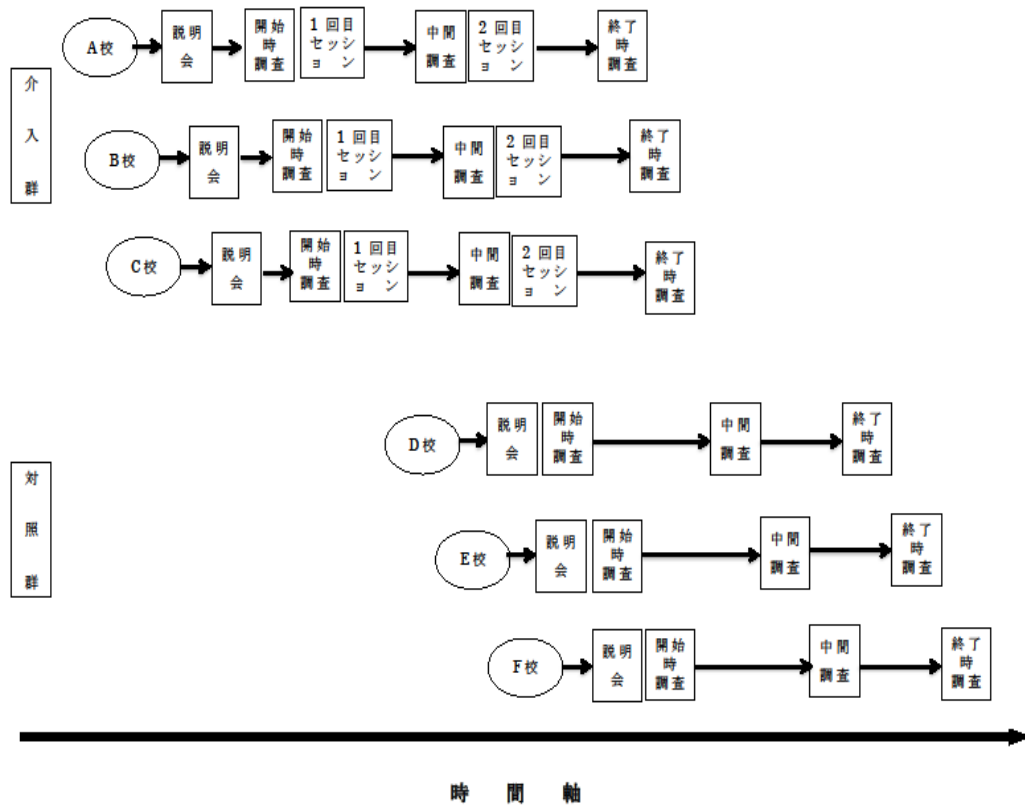 介入群
A校
説明
会
開始
時
調査
1回目
セッシ
ョン
中間
調査
2回目
セッシ
ョン
終了
時
調査
B校
説明
会
開始
時
調査
1回目
セッシ
ョン
中間
調査
2回目
セッシ
ョン
終了
時
調査
C校
説明
会
開始
時
調査
1回目
セッシ
ョン
中間
調査
2回目
セッシ
ョン
終了
時
調査
対照群
D校
説明
会
開始
時
調査
中間
調査
終了
時
調査
E校
説明
会
開始
時
調査
中間
調査
終了
時
調査
F校
説明
会
開始
時
調査
中間
調査
終了
時
調査
時間軸